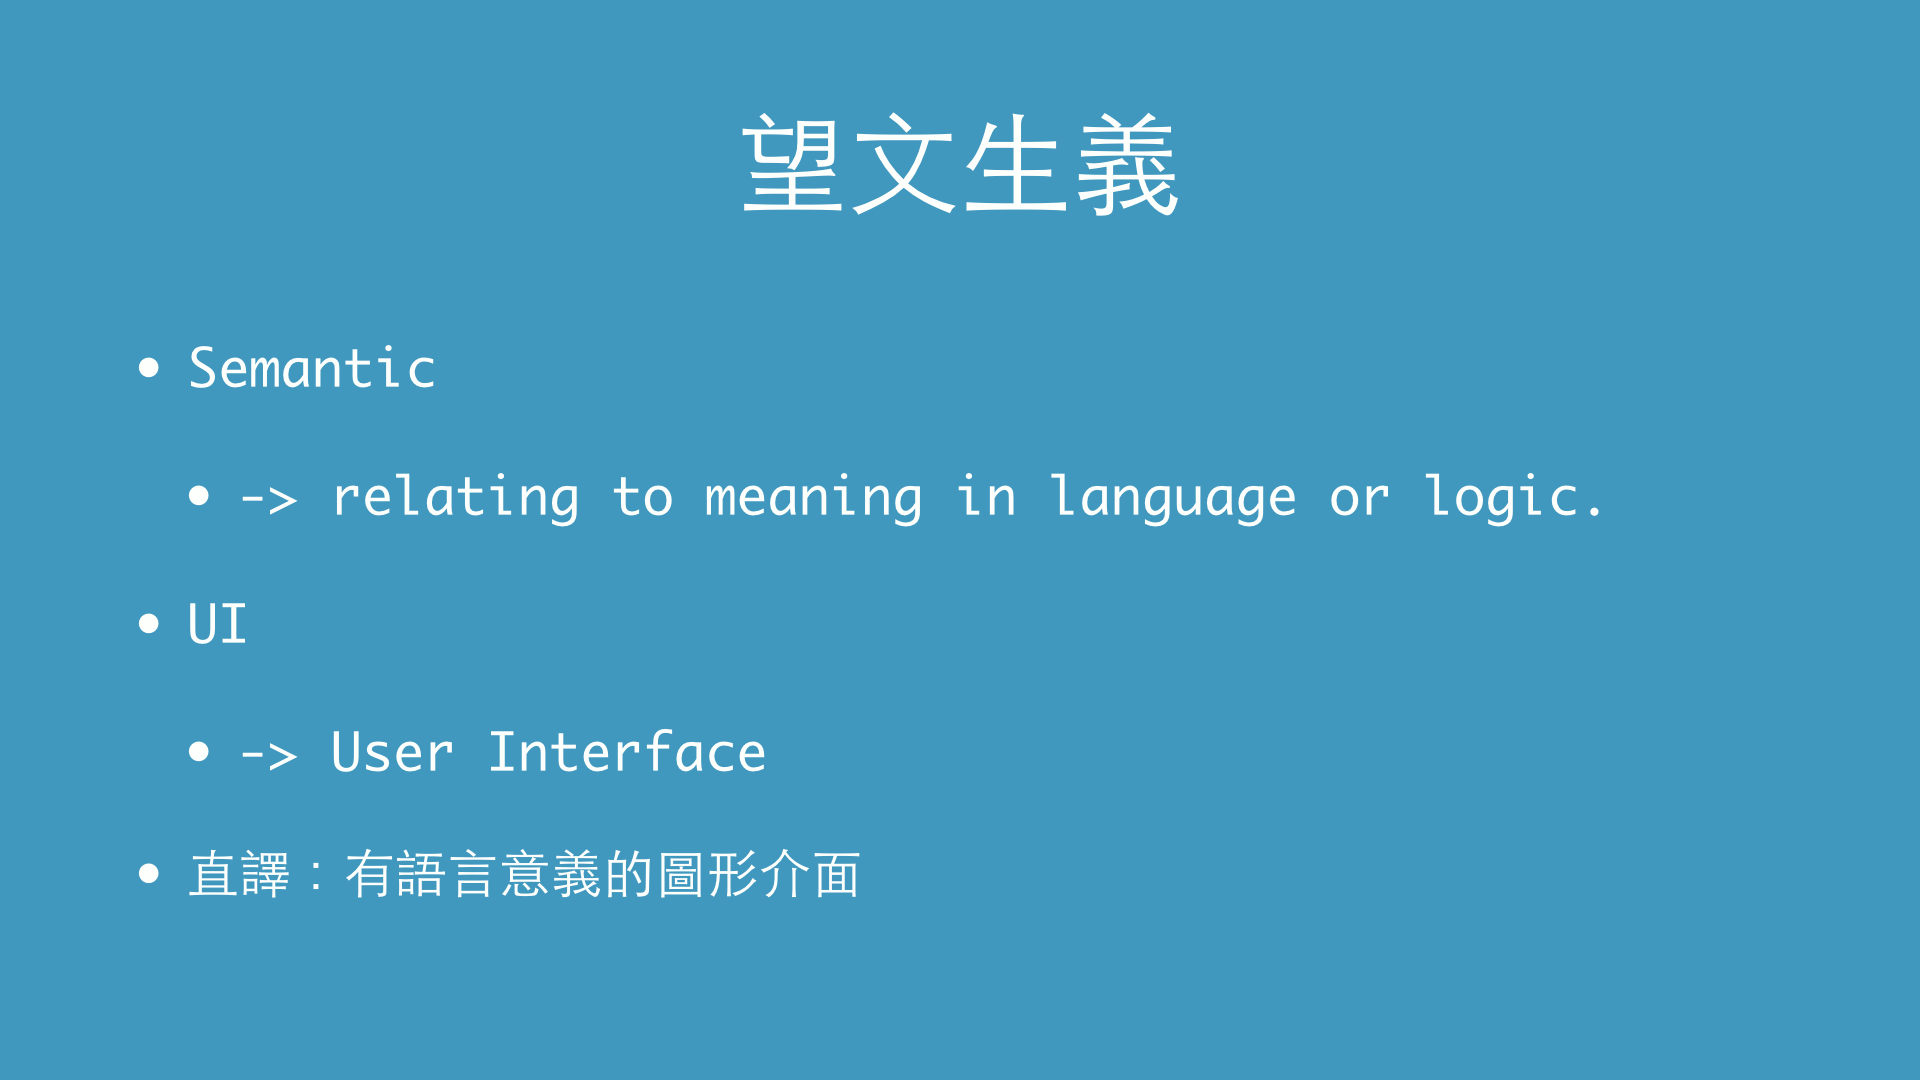 望文生義
• Semantic
• -> relating to meaning in language or logic.
• UI
• -> User Interface
• 直譯：有語言意義的圖形介面